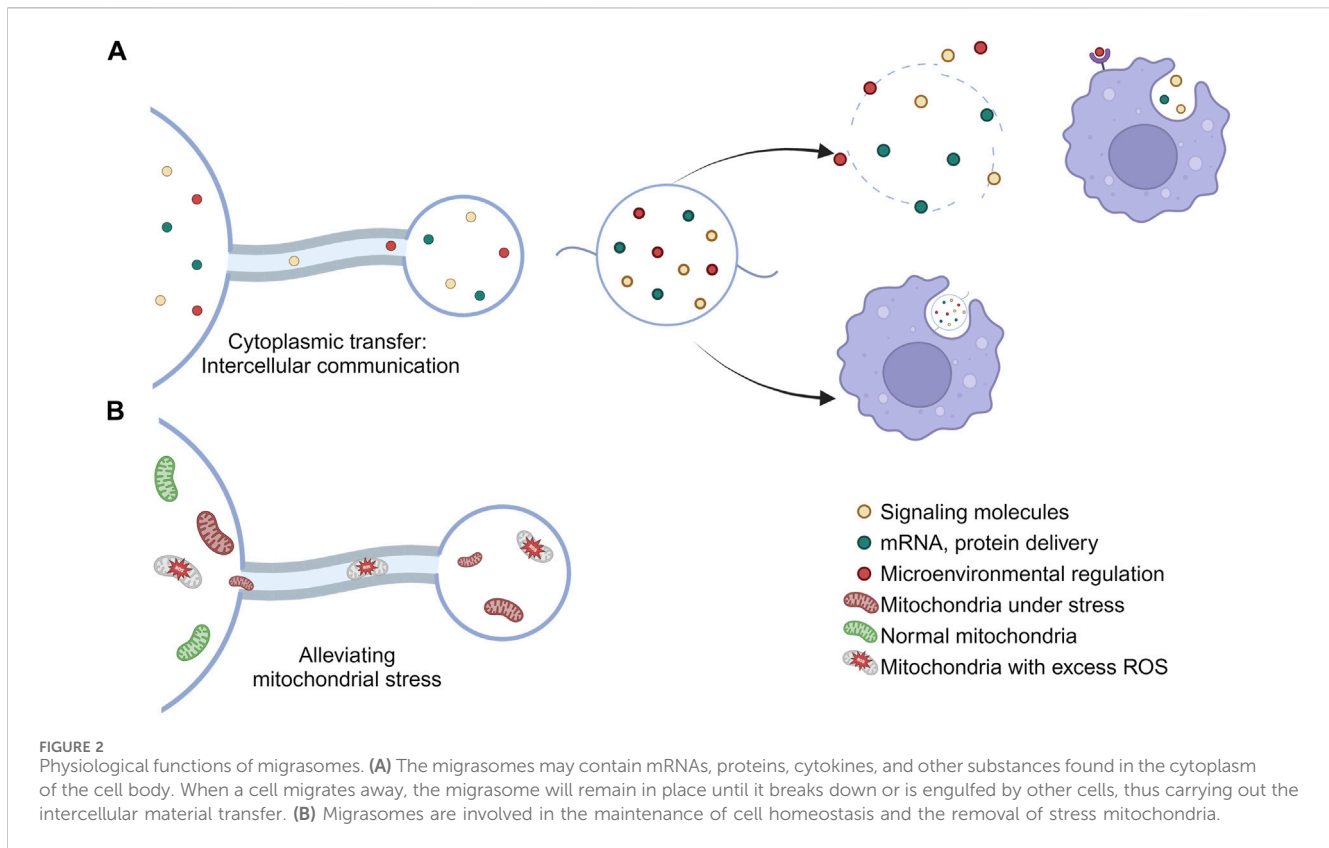 A
Cytoplasmic transfer:
Intercellular communication
B
Alleviating
mitochondrial stress
Signaling molecules
mRNA, protein delivery
Microenvironmental regulation
Mitochondria under stress
Normal mitochondria
Mitochondria with excess ROS
FIGURE 2
Physiological functions of migrasomes. (A) The migrasomes may contain mRNAs, proteins, cytokines, and other substances found in the cytoplasm
of the cell body. When a cell migrates away, the migrasome will remain in place until it breaks down or is engulfed by other cells, thus carrying out the
intercellular material transfer. (B) Migrasomes are involved in the maintenance of cell homeostasis and the removal of stress mitochondria.